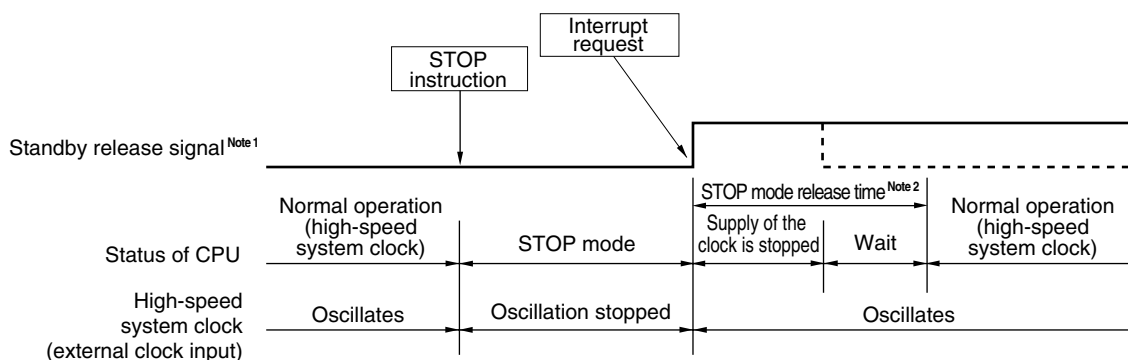 Interrupt
request
STOP
instruction
Standby release signal Note 1
STOP mode release time Note 2
Normal operation
(high-speed
system clock)
Supply of the
clock is stopped
Normal operation
(high-speed
system clock)
Status of CPU
STOP mode
Wait
High-speed
system clock
(external clock input)
Oscillates
Oscillation stopped
Oscillates